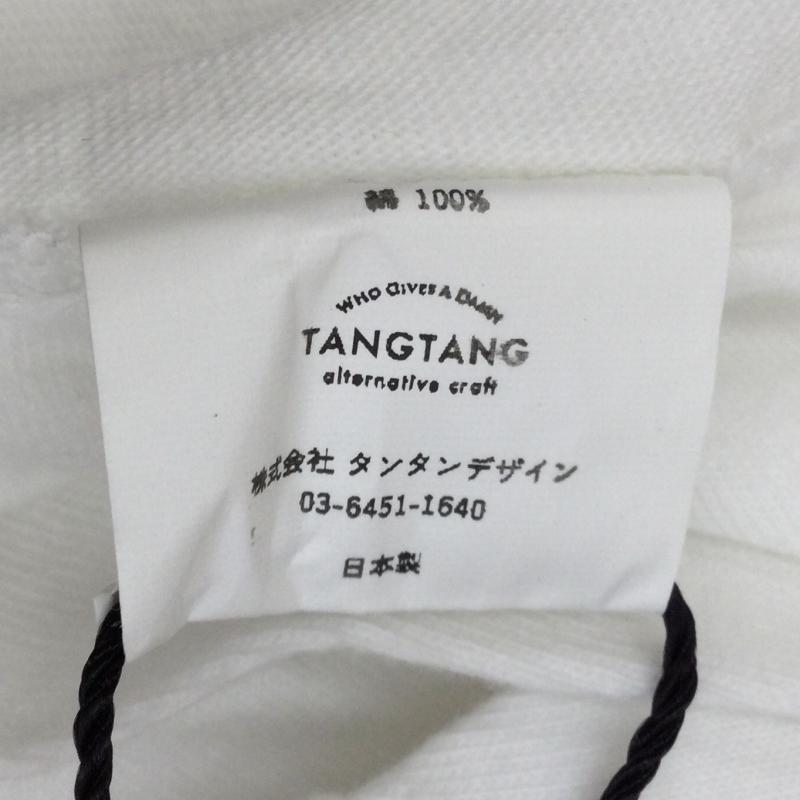 綿 100%
WHO GIVES A DAMN
TANGTANG
alternative craft
株式会社 タンタンデザイン
03-6451-1640
日本製